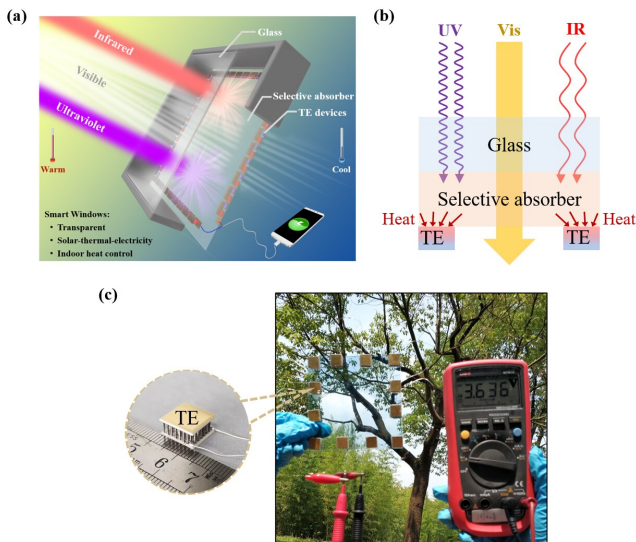 (a)
Glass
Infrared
Visible
Ultraviolet
Selective absorber
TE devices
Warm
Cool
Smart Windows:
• Transparent
• Solar-thermal-electricity
• Indoor heat control
(b)
UV Vis IR
Glass
Selective absorber
Heat Heat
TE TE
(c)
TE
5 6 7
3.636
V